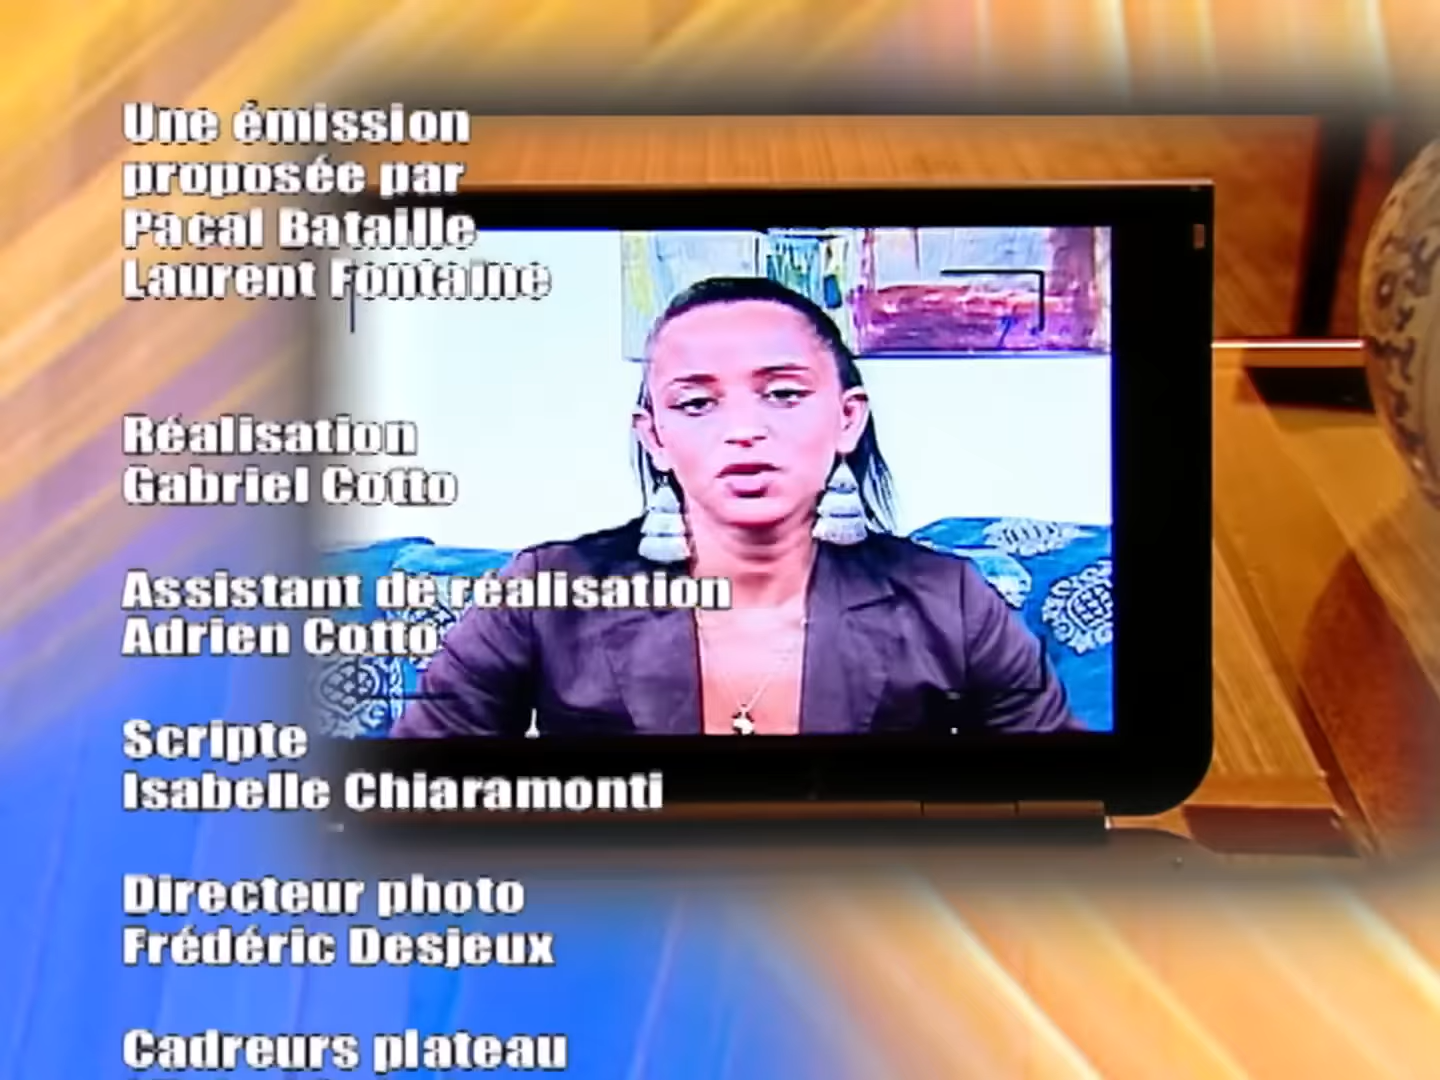 Une émission
proposée par
Pacal Bataille
Laurent Fontaine
Réalisation
Gabriel Cotto
Assistant de réalisation
Adrien Cotto
Scripte
Isabelle Chiaramonti
Directeur photo
Frédéric Desjeux
Cadreurs plateau